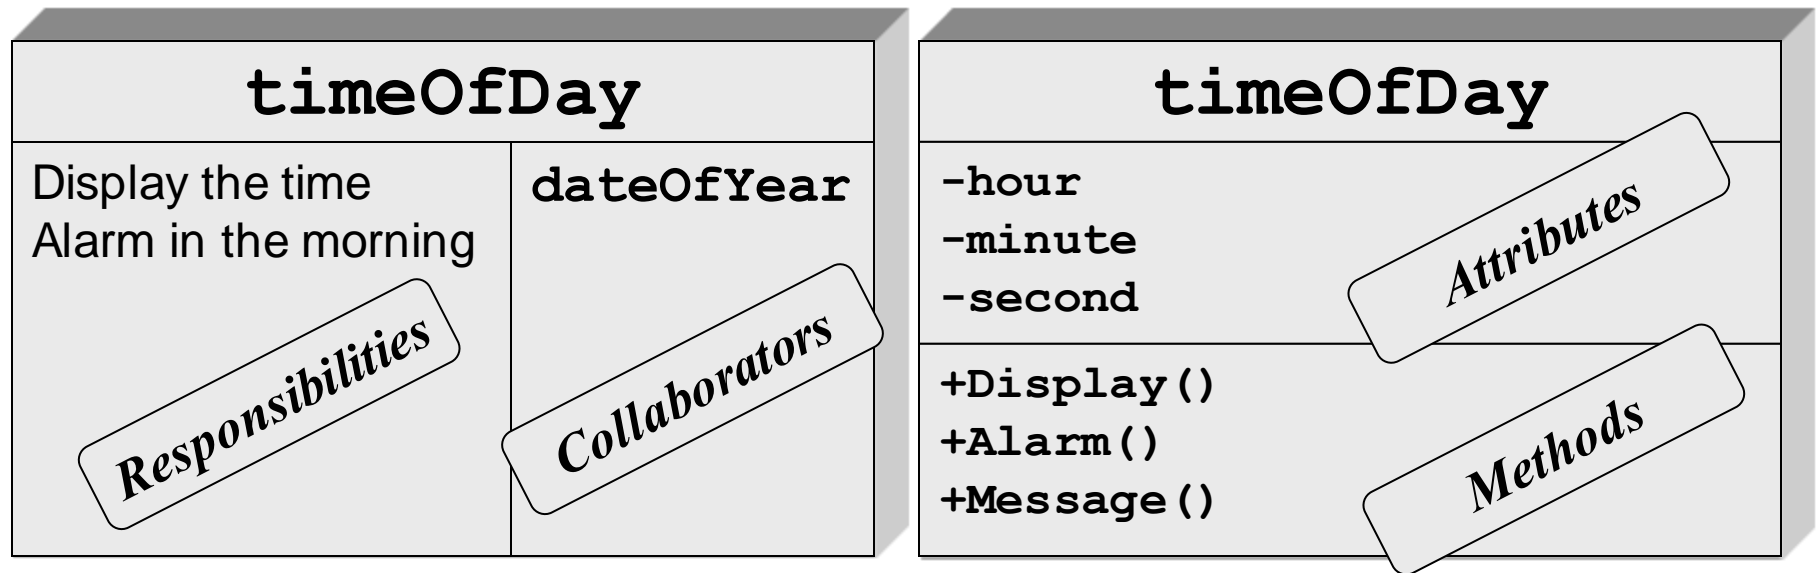 timeOfDay
Display the time
Alarm in the morning
Responsibilities
dateOfYear
Collaborators
timeOfDay
-hour
-minute
-second
Attributes
+Display()
+Alarm()
+Message()
Methods